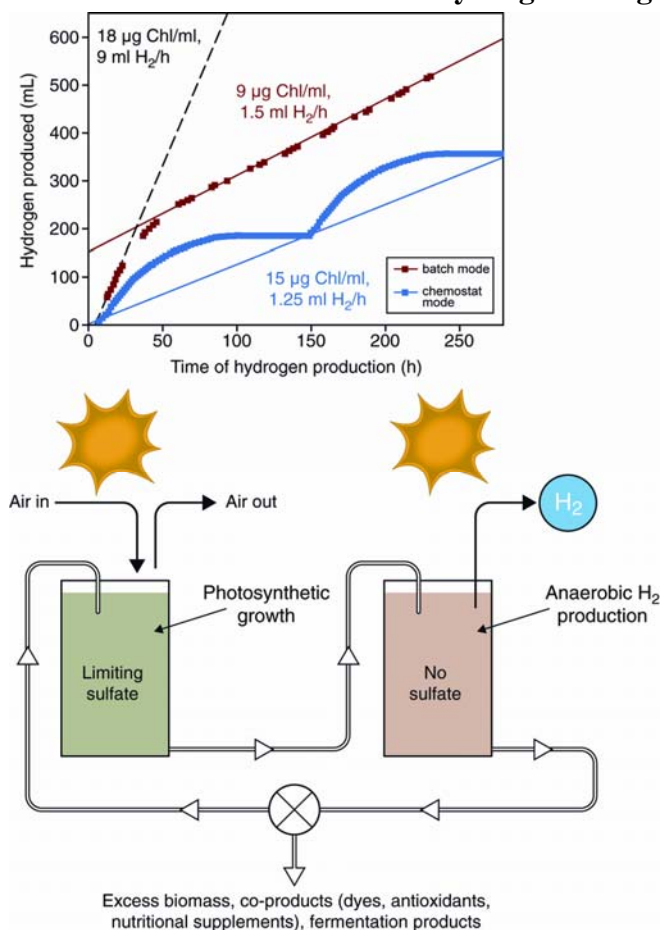 18 µg Chl/ml,
9 ml H₂/h
9 µg Chl/ml,
1.5 ml H₂/h
15 µg Chl/ml,
1.25 ml H₂/h
batch mode
chemostat
mode
Hydrogen produced (mL)
600
500
400
300
200
100
0
0 50 100 150 200 250
Time of hydrogen production (h)
Air in
Air out
H₂
Photosynthetic
growth
Anaerobic H₂
production
Limiting
sulfate
No
sulfate
Excess biomass, co-products (dyes, antioxidants,
nutritional supplements), fermentation products